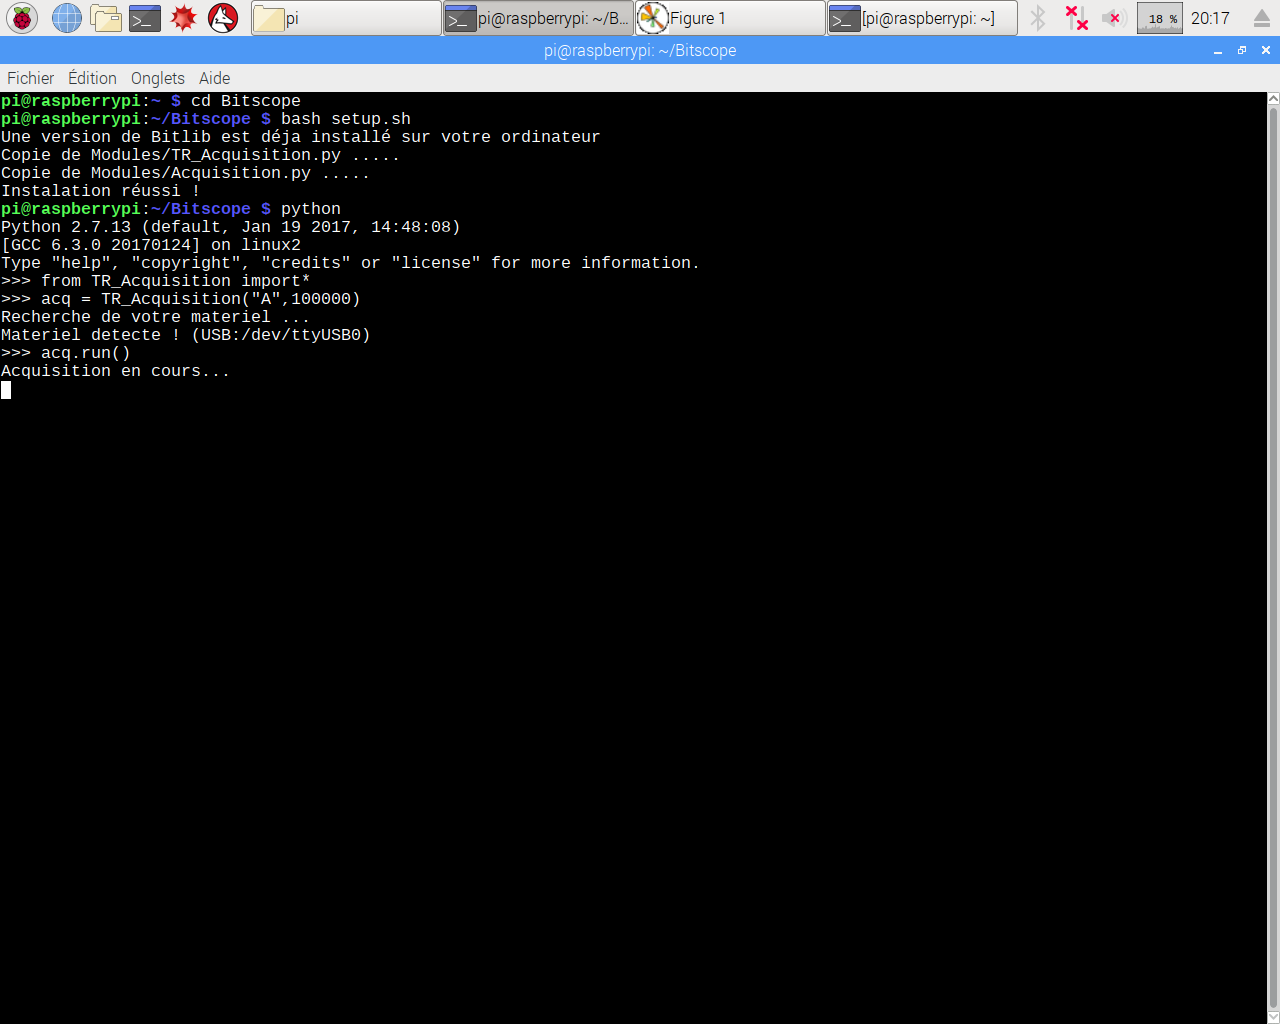 pi
pi@raspberrypi: ~/B...
Figure 1
[pi@raspberrypi: ~]
18 %
20:17
pi@raspberrypi: ~/Bitscope
Fichier Édition Onglets Aide
pi@raspberrypi:~ $ cd Bitscope
pi@raspberrypi:~/Bitscope $ bash setup.sh
Une version de Bitlib est déja installé sur votre ordinateur
Copie de Modules/TR_Acquisition.py .....
Copie de Modules/Acquisition.py .....
Instalation réussi !
pi@raspberrypi:~/Bitscope $ python
Python 2.7.13 (default, Jan 19 2017, 14:48:08)
[GCC 6.3.0 20170124] on linux2
Type "help", "copyright", "credits" or "license" for more information.
>>> from TR_Acquisition import*
>>> acq = TR_Acquisition("A",100000)
Recherche de votre materiel ...
Materiel detecte ! (USB:/dev/ttyUSB0)
>>> acq.run()
Acquisition en cours...